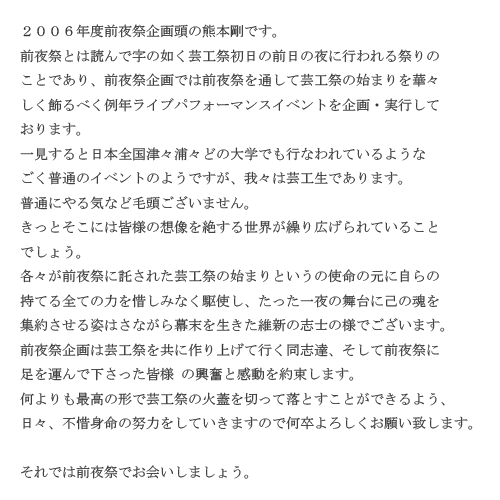 ２００６年度前夜祭企画頭の熊本剛です。
前夜祭とは読んで字の如く芸工祭初日の前日の夜に行われる祭りの
ことであり、前夜祭企画では前夜祭を通して芸工祭の始まりを華々
しく飾るべく例年ライブパフォーマンスイベントを企画・実行して
おります。
一見すると日本全国津々浦々どの大学でも行なわれているような
ごく普通のイベントのようですが、我々は芸工生であります。
普通にやる気など毛頭ございません。
きっとそこには皆様の想像を絶する世界が繰り広げられていること
でしょう。
各々が前夜祭に託された芸工祭の始まりというの使命の元に自らの
持てる全ての力を惜しみなく駆使し、たった一夜の舞台に己の魂を
集約させる姿はさながら幕末を生きた維新の志士の様でございます。
前夜祭企画は芸工祭を共に作り上げて行く同志達、そして前夜祭に
足を運んで下さった皆様 の興奮と感動を約束します。
何よりも最高の形で芸工祭の火蓋を切って落とすことができるよう、
日々、不惜身命の努力をしていきますので何卒よろしくお願い致します。

それでは前夜祭でお会いしましょう。